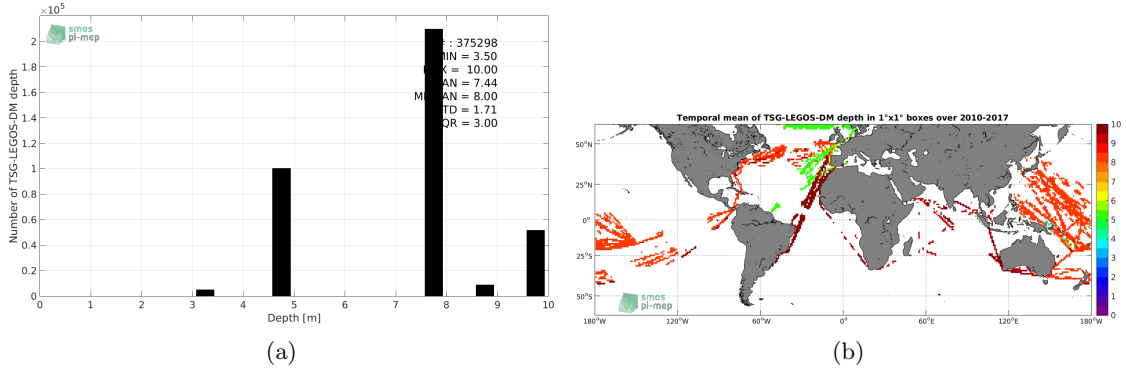 ×10⁵
smos
pi-mep
: 375298
MIN = 3.50
X = 10.00
AN = 7.44
M AN = 8.00
TD = 1.71
QR = 3.00
Number of TSG-LEGOS-DM depth
2
1.8
1.6
1.4
1.2
1
0.8
0.6
0.4
0.2
0
0 1 2 3 4 5 6 7 8 9 10
Depth [m]
(a)
Temporal mean of TSG-LEGOS-DM depth in 1°x1° boxes over 2010-2017
50°N
25°N
0°
25°S
50°S
180°W 120°W 60°W 0° 60°E 120°E 180°E
10
9
8
7
6
5
4
3
2
1
0
smos
pi-mep
(b)